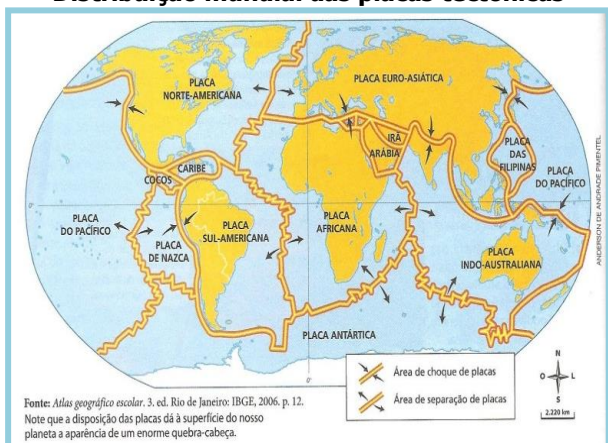 Distribuição mundial das placas tectônicas
PLACA
NORTE-AMERICANA
PLACA EURO-ASIÁTICA
IRÃ
ARÁBIA
PLACA
DAS
FILIPINAS
PLACA
DO PACÍFICO
CARIBE
COCOS
PLACA
DO PACÍFICO
PLACA
DE NAZCA
PLACA
SUL-AMERICANA
PLACA
AFRICANA
PLACA
INDO-AUSTRALIANA
PLACA ANTÁRTICA
0°
0°
ANDERSON DE ANDRADE PIMENTEL
Área de choque de placas
Área de separação de placas
N
O
L
S
2.220 km
Fonte: Atlas geográfico escolar. 3. ed. Rio de Janeiro: IBGE, 2006. p. 12.
Note que a disposição das placas dá à superfície do nosso
planeta a aparência de um enorme quebra-cabeça.